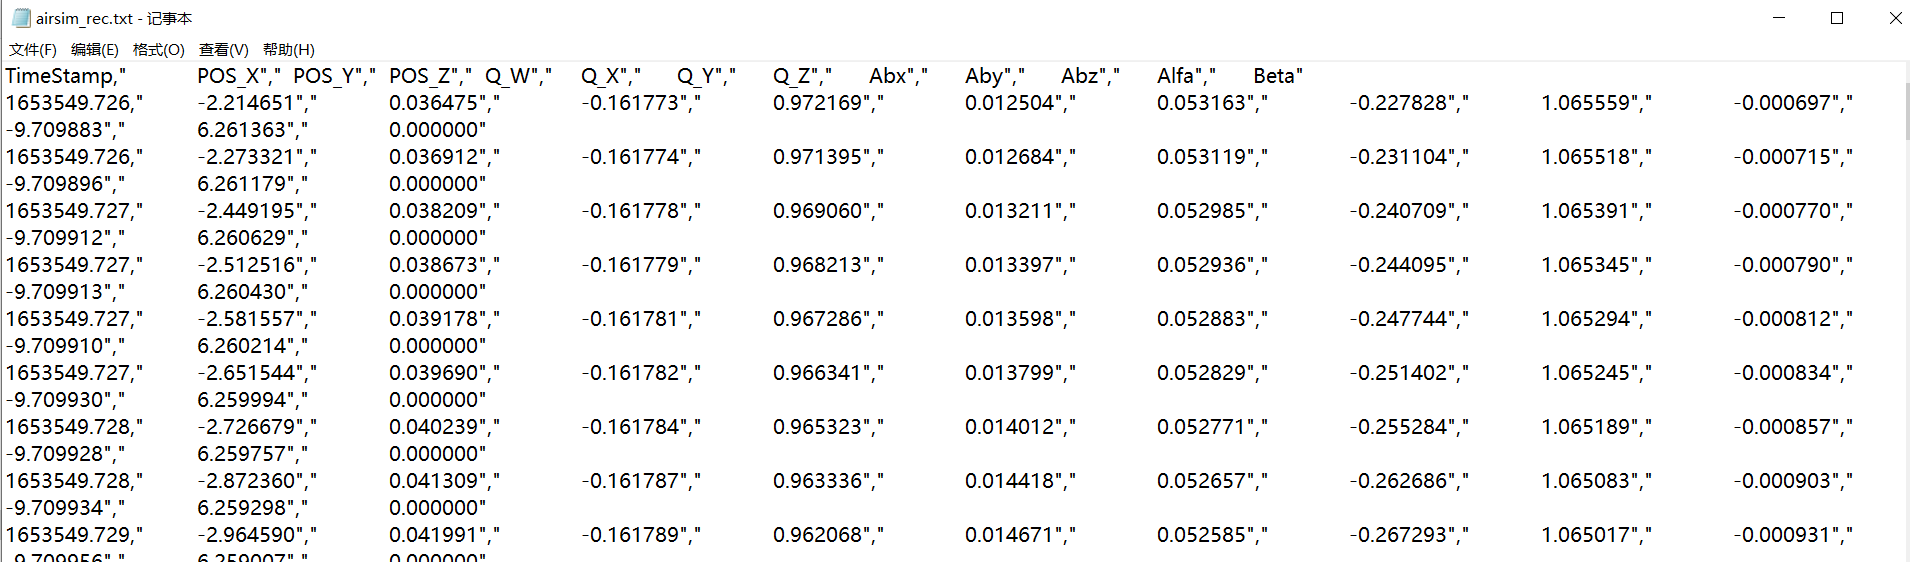 airsim_rec.txt - 记事本
文件(F) 编辑(E) 格式(O) 查看(V) 帮助(H)
TimeStamp," POS_X"," POS_Y"," POS_Z"," Q_W"," Q_X"," Q_Y"," Q_Z"," Abx"," Aby"," Abz"," Alfa"," Beta"
1653549.726," -2.214651"," 0.036475"," -0.161773"," 0.972169"," 0.012504"," 0.053163"," -0.227828"," 1.065559"," -0.000697","
-9.709883"," 6.261363"," 0.000000"
1653549.726," -2.273321"," 0.036912"," -0.161774"," 0.971395"," 0.012684"," 0.053119"," -0.231104"," 1.065518"," -0.000715","
-9.709896"," 6.261179"," 0.000000"
1653549.727," -2.449195"," 0.038209"," -0.161778"," 0.969060"," 0.013211"," 0.052985"," -0.240709"," 1.065391"," -0.000770","
-9.709912"," 6.260629"," 0.000000"
1653549.727," -2.512516"," 0.038673"," -0.161779"," 0.968213"," 0.013397"," 0.052936"," -0.244095"," 1.065345"," -0.000790","
-9.709913"," 6.260430"," 0.000000"
1653549.727," -2.581557"," 0.039178"," -0.161781"," 0.967286"," 0.013598"," 0.052883"," -0.247744"," 1.065294"," -0.000812","
-9.709910"," 6.260214"," 0.000000"
1653549.727," -2.651544"," 0.039690"," -0.161782"," 0.966341"," 0.013799"," 0.052829"," -0.251402"," 1.065245"," -0.000834","
-9.709930"," 6.259994"," 0.000000"
1653549.728," -2.726679"," 0.040239"," -0.161784"," 0.965323"," 0.014012"," 0.052771"," -0.255284"," 1.065189"," -0.000857","
-9.709928"," 6.259757"," 0.000000"
1653549.728," -2.872360"," 0.041309"," -0.161787"," 0.963336"," 0.014418"," 0.052657"," -0.262686"," 1.065083"," -0.000903","
-9.709934"," 6.259298"," 0.000000"
1653549.729," -2.964590"," 0.041991"," -0.161789"," 0.962068"," 0.014671"," 0.052585"," -0.267293"," 1.065017"," -0.000931","
-9.709956"," 6.259007"," 0.000000"